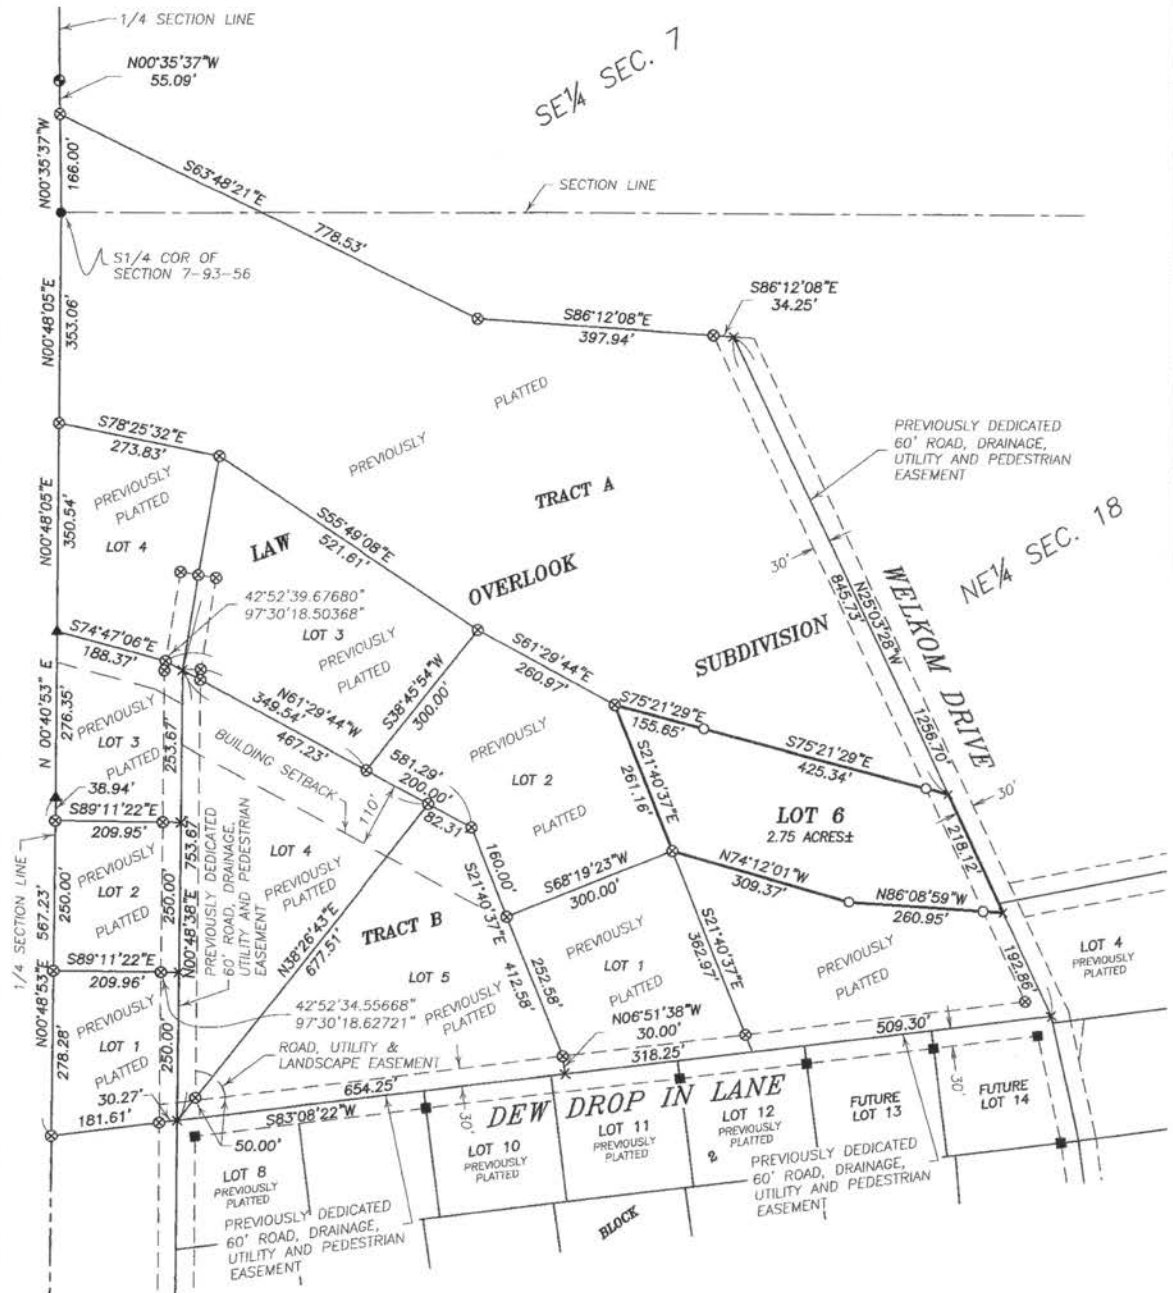 1/4 SECTION LINE
N00°35'37"W
55.09'
SE1/4 SEC. 7
N00°35'37"W
166.00'
S63°48'21"E
778.53'
SECTION LINE
S1/4 COR OF
SECTION 7-93-56
N00°48'05"E
353.06'
S86°12'08"E
397.94'
S86°12'08"E
34.25'
PLATTED
PREVIOUSLY
S78°25'32"E
273.83'
PREVIOUSLY DEDICATED
60' ROAD, DRAINAGE,
UTILITY AND PEDESTRIAN
EASEMENT
PREVIOUSLY
PLATTED
LOT 4
N00°48'05"E
350.54'
S55°49'08"E
521.61'
TRACT A
LAW
OVERLOOK
SUBDIVISION
NE1/4 SEC. 18
30'
845.73'
N25°03'28"W
1256.70'
WELKOM DRIVE
30'
42°52'39.67680"
97°30'18.50368"
LOT 3
PREVIOUSLY
PLATTED
S74°47'06"E
188.37'
S61°29'44"E
260.97'
S38°45'54"W
300.00'
N61°29'44"W
349.54'
467.23'
581.29'
200.00'
82.31
N 00°40'53" E
276.35'
PREVIOUSLY
LOT 3
PLATTED
253.67'
BUILDING SETBACK
110'
PREVIOUSLY
LOT 2
PLATTED
S75°21'29"E
155.65'
S75°21'29"E
425.34'
S21°40'37"E
261.16'
LOT 6
2.75 ACRES±
218.12'
38.94'
S89°11'22"E
209.95'
PREVIOUSLY
LOT 2
PLATTED
250.00'
N00°48'38"E 753.67'
PREVIOUSLY DEDICATED
60' ROAD, DRAINAGE,
UTILITY AND PEDESTRIAN
EASEMENT
LOT 4
PREVIOUSLY
PLATTED
TRACT B
N38°26'43"E
677.51'
160.00'
S21°40'37"E
S68°19'23"W
300.00'
N74°12'01"W
309.37'
N86°08'59"W
260.95'
1/4 SECTION LINE
N00°48'53"E 567.23'
250.00'
S89°11'22"E
209.96'
LOT 5
PREVIOUSLY
PLATTED
252.58'
412.58'
PREVIOUSLY
LOT 1
PLATTED
S21°40'37"E
362.97'
PREVIOUSLY
PLATTED
192.86'
LOT 4
PREVIOUSLY
PLATTED
42°52'34.55668"
97°30'18.62721"
PREVIOUSLY
LOT 1
PLATTED
278.28'
250.00'
ROAD, UTILITY &
LANDSCAPE EASEMENT
N06°51'38"W
30.00'
318.25'
509.30'
30.27'
181.61'
654.25'
S83°08'22"W
50.00'
30'
DEW DROP IN LANE
30'
LOT 8
PREVIOUSLY
PLATTED
LOT 10
PREVIOUSLY
PLATTED
LOT 11
PREVIOUSLY
PLATTED
LOT 12
PREVIOUSLY
PLATTED
FUTURE
LOT 13
FUTURE
LOT 14
PREVIOUSLY DEDICATED
60' ROAD, DRAINAGE,
UTILITY AND PEDESTRIAN
EASEMENT
PREVIOUSLY DEDICATED
60' ROAD, DRAINAGE,
UTILITY AND PEDESTRIAN
EASEMENT
BLOCK 2